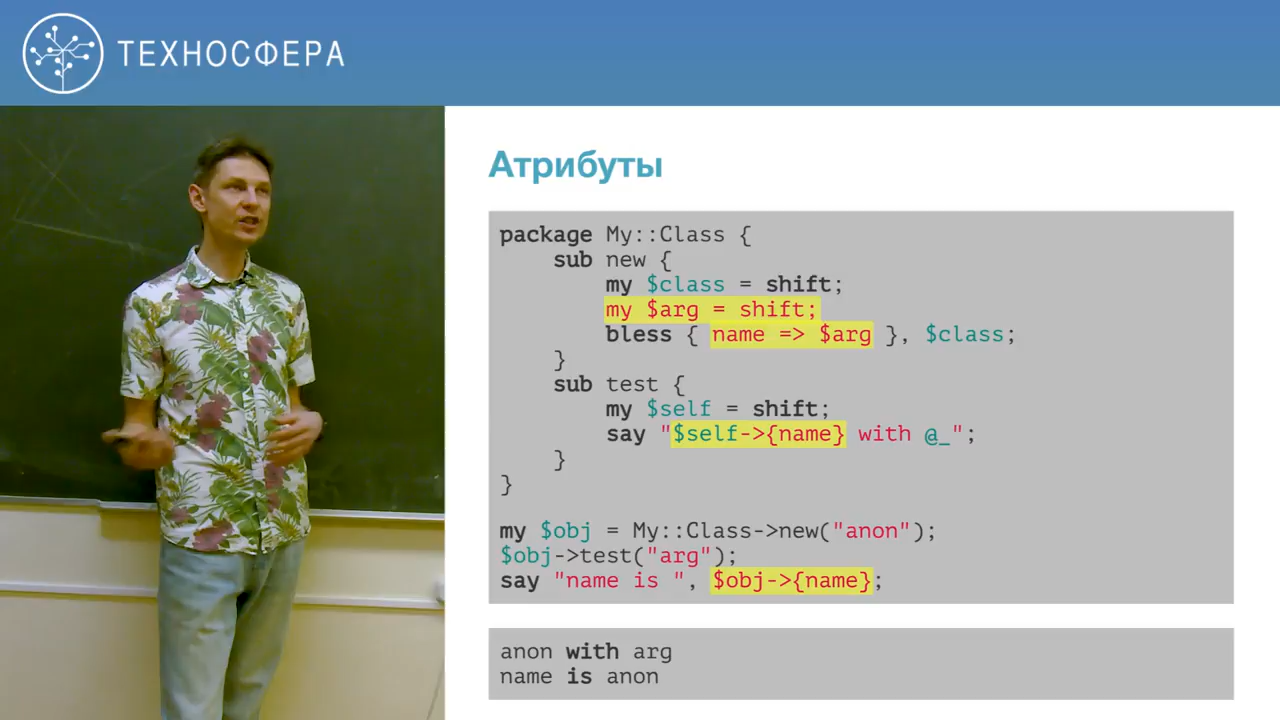 ТЕХНОСФЕРА
Атрибуты
package My::Class {
    sub new {
        my $class = shift;
        my $arg = shift;
        bless { name => $arg }, $class;
    }
    sub test {
        my $self = shift;
        say "$self->{name} with @_";
    }
}
my $obj = My::Class->new("anon");
$obj->test("arg");
say "name is ", $obj->{name};
anon with arg
name is anon